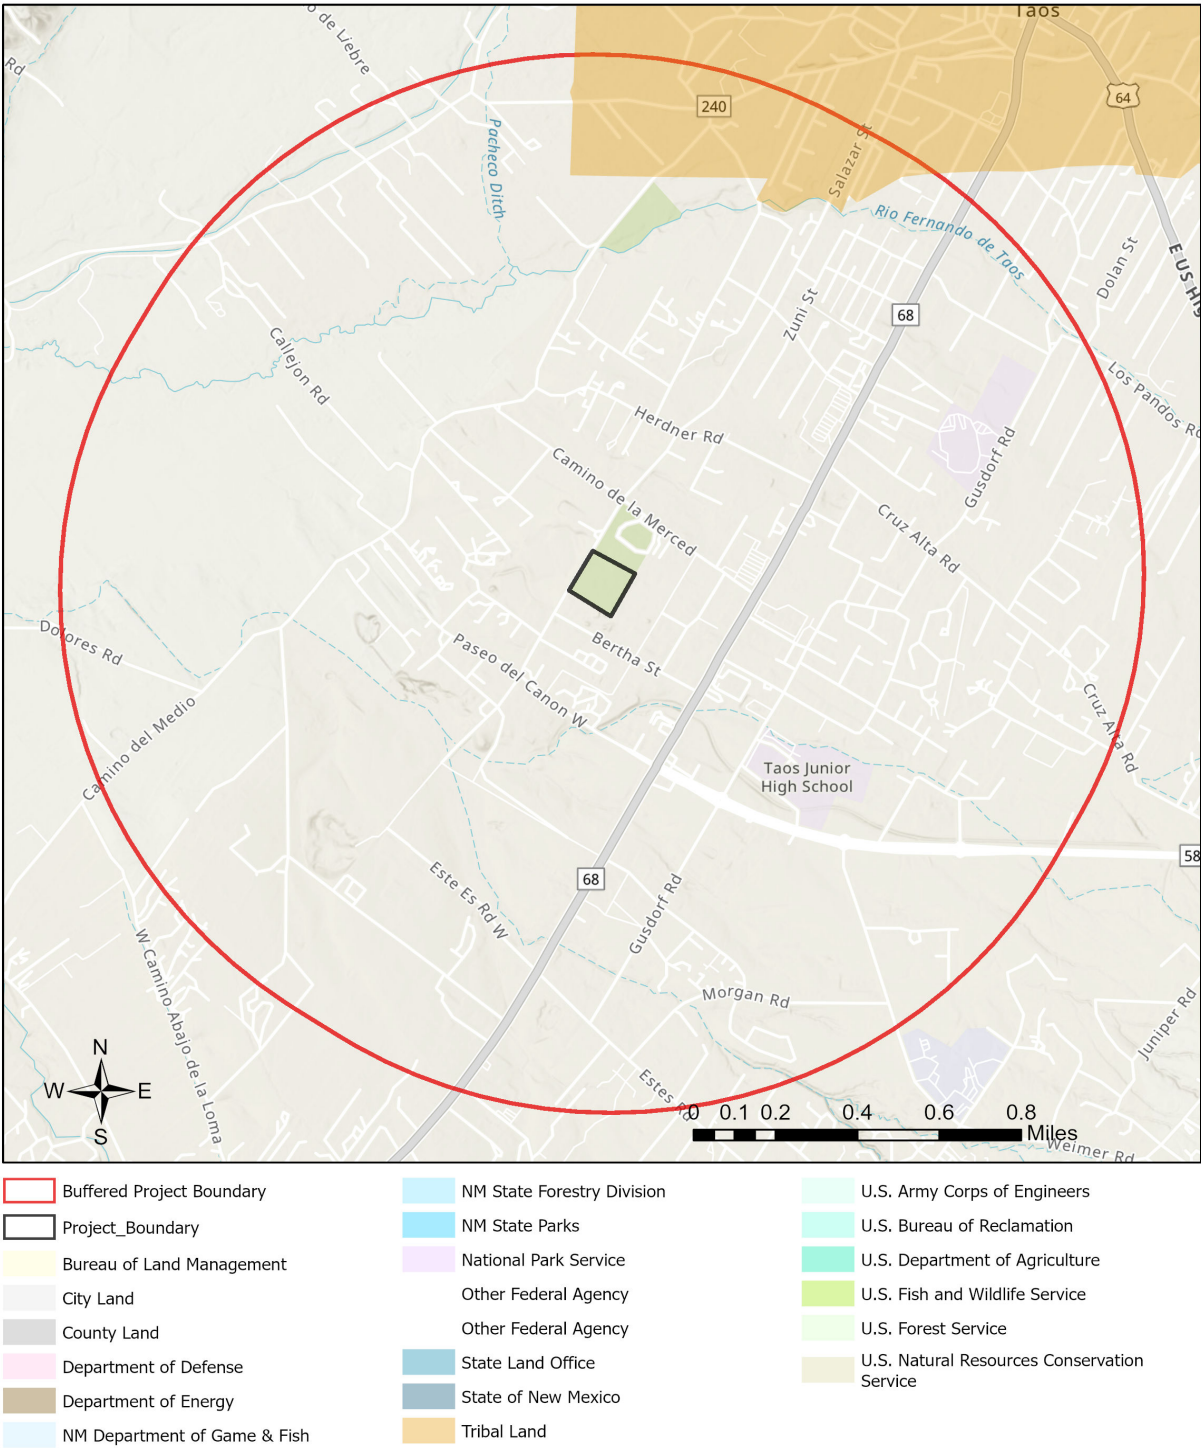 Taos
o de Liebre
Rd
240
64
Pacheco Ditch
Salazar St
Rio Fernando de Taos
Dolan St
E US Hig
Zuni St
68
Callejon Rd
Los Pandos Rd
Herdner Rd
Gusdorf Rd
Camino de la Merced
Cruz Alta Rd
Dolores Rd
Bertha St
Paseo del Canon W
Camino del Medio
Cruz Alta Rd
Taos Junior
High School
58
68
Este Es Rd W
Gusdorf Rd
W Camino Abajo de la Loma
Morgan Rd
Juniper Rd
N
W E
S
Estes Rd
0 0.1 0.2 0.4 0.6 0.8
Miles
Weimer Rd
Buffered Project Boundary
Project_Boundary
Bureau of Land Management
City Land
County Land
Department of Defense
Department of Energy
NM Department of Game & Fish
NM State Forestry Division
NM State Parks
National Park Service
Other Federal Agency
Other Federal Agency
State Land Office
State of New Mexico
Tribal Land
U.S. Army Corps of Engineers
U.S. Bureau of Reclamation
U.S. Department of Agriculture
U.S. Fish and Wildlife Service
U.S. Forest Service
U.S. Natural Resources Conservation
Service